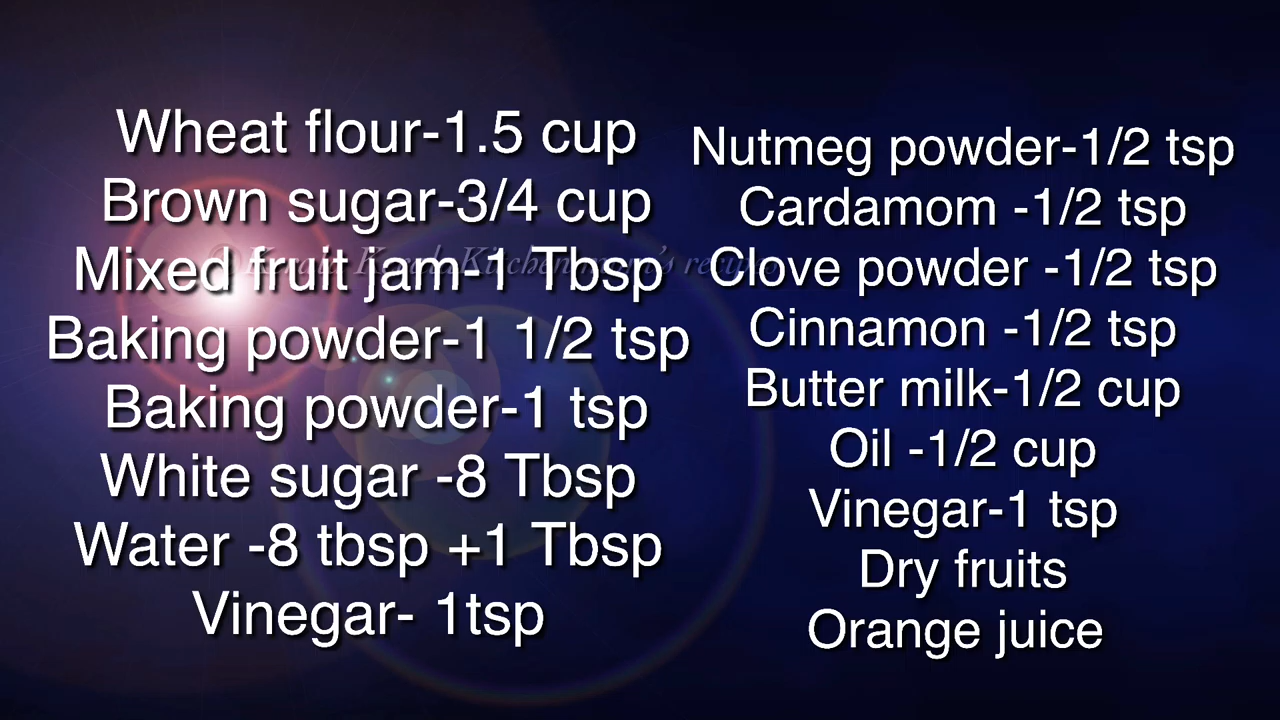 Wheat flour-1.5 cup
Brown sugar-3/4 cup
Mixed fruit jam-1 Tbsp
Baking powder-1 1/2 tsp
Baking powder-1 tsp
White sugar -8 Tbsp
Water -8 tbsp +1 Tbsp
Vinegar- 1tsp
Nutmeg powder-1/2 tsp
Cardamom -1/2 tsp
Clove powder -1/2 tsp
Cinnamon -1/2 tsp
Butter milk-1/2 cup
Oil -1/2 cup
Vinegar-1 tsp
Dry fruits
Orange juice